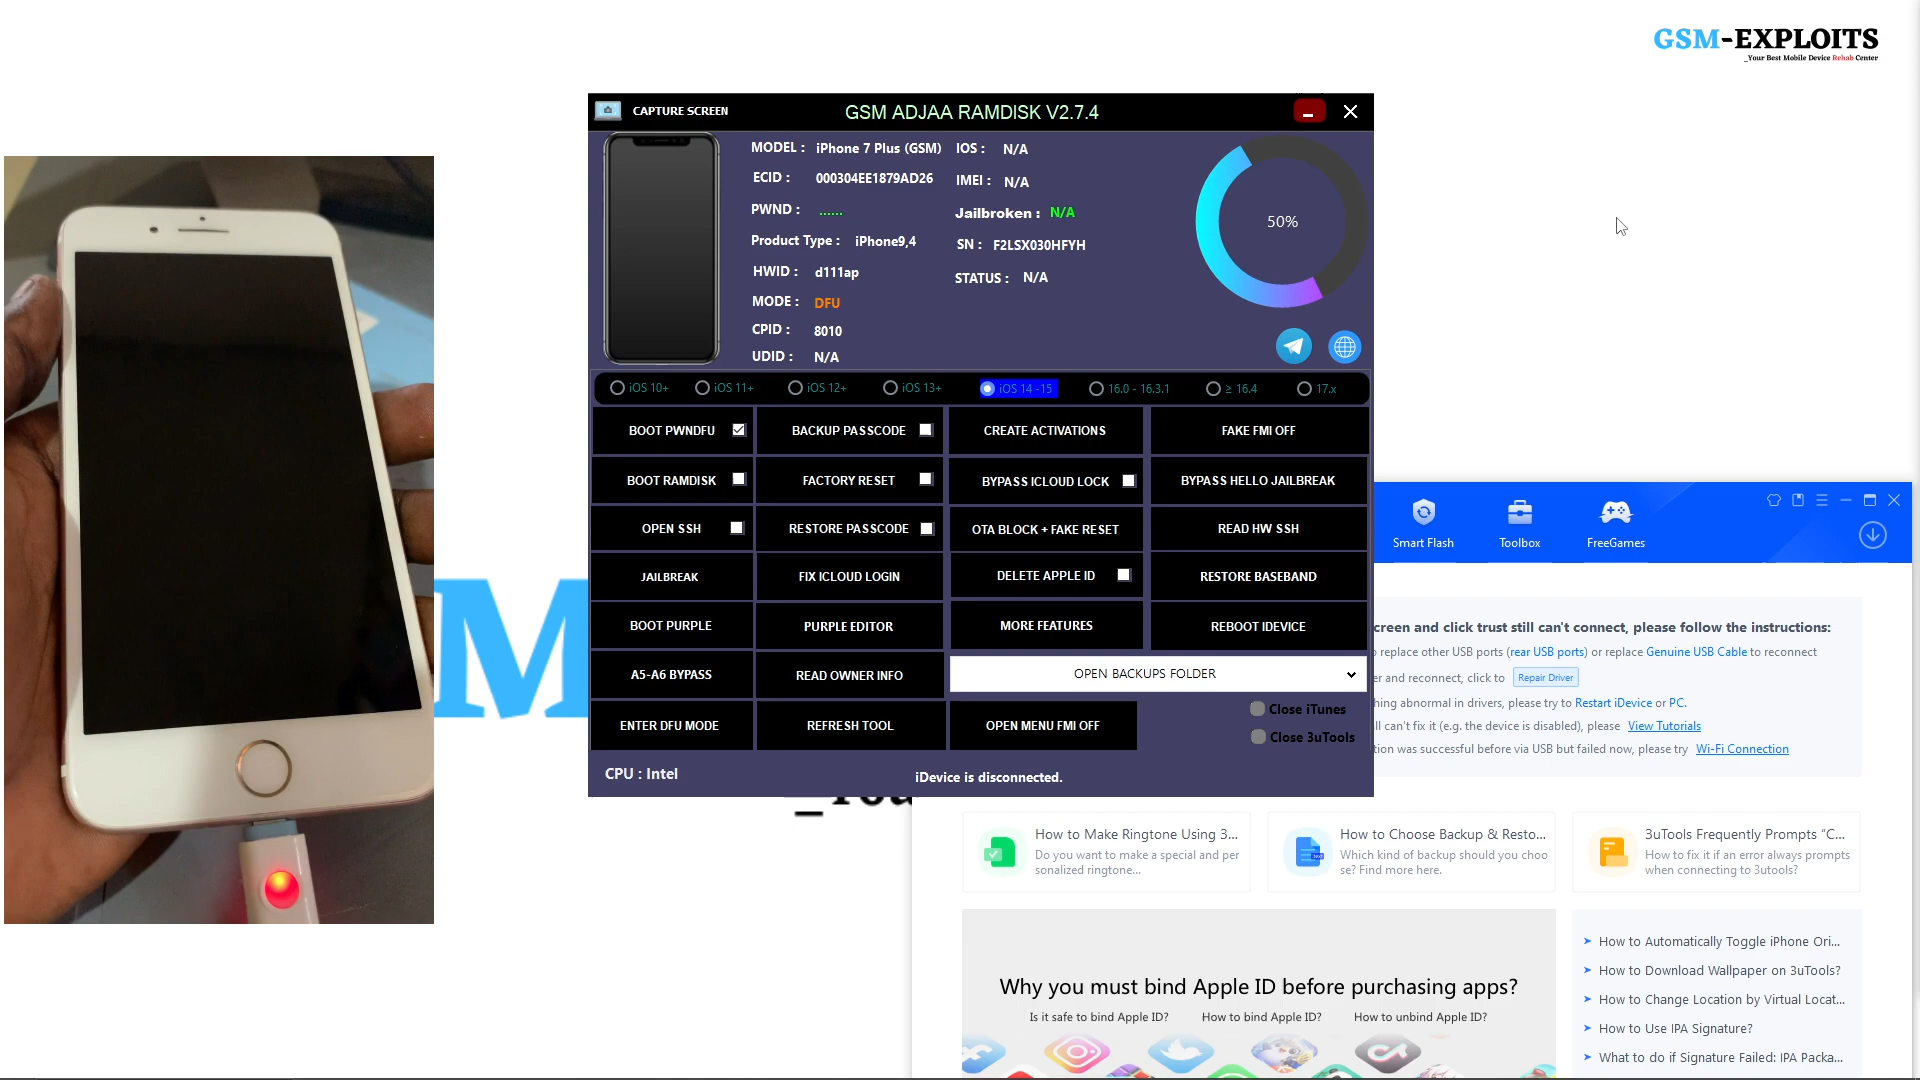 GSM-EXPLOITS
_Your Best Mobile Device Rehab Center
CAPTURE SCREEN
GSM ADJAA RAMDISK V2.7.4
MODEL : iPhone 7 Plus (GSM)
IOS : N/A
ECID : 000304EE1879AD26
IMEI : N/A
PWND : ......
Jailbroken : N/A
Product Type : iPhone9,4
SN : F2LSX030HFYH
HWID : d111ap
STATUS : N/A
MODE : DFU
CPID : 8010
UDID : N/A
50%
iOS 10+ iOS 11+ iOS 12+ iOS 13+ iOS 14 -15 16.0 - 16.3.1 ≥ 16.4 17.x
BOOT PWNDFU BACKUP PASSCODE CREATE ACTIVATIONS FAKE FMI OFF
BOOT RAMDISK FACTORY RESET BYPASS ICLOUD LOCK BYPASS HELLO JAILBREAK
OPEN SSH RESTORE PASSCODE OTA BLOCK + FAKE RESET READ HW SSH
JAILBREAK FIX ICLOUD LOGIN DELETE APPLE ID RESTORE BASEBAND
BOOT PURPLE PURPLE EDITOR MORE FEATURES REBOOT IDEVICE
A5-A6 BYPASS READ OWNER INFO OPEN BACKUPS FOLDER
ENTER DFU MODE REFRESH TOOL OPEN MENU FMI OFF
Close iTunes
Close 3uTools
CPU : Intel
iDevice is disconnected.
M
Smart Flash Toolbox FreeGames
creen and click trust still can't connect, please follow the instructions:
replace other USB ports (rear USB ports) or replace Genuine USB Cable to reconnect
er and reconnect, click to Repair Driver
hing abnormal in drivers, please try to Restart iDevice or PC.
ll can't fix it (e.g. the device is disabled), please View Tutorials
tion was successful before via USB but failed now, please try Wi-Fi Connection
How to Make Ringtone Using 3...
Do you want to make a special and per
sonalized ringtone...
How to Choose Backup & Resto...
Which kind of backup should you choo
se? Find more here.
3uTools Frequently Prompts “C...
How to fix it if an error always prompts
when connecting to 3utools?
Why you must bind Apple ID before purchasing apps?
Is it safe to bind Apple ID? How to bind Apple ID? How to unbind Apple ID?
How to Automatically Toggle iPhone Ori...
How to Download Wallpaper on 3uTools?
How to Change Location by Virtual Locat...
How to Use IPA Signature?
What to do if Signature Failed: IPA Packa...